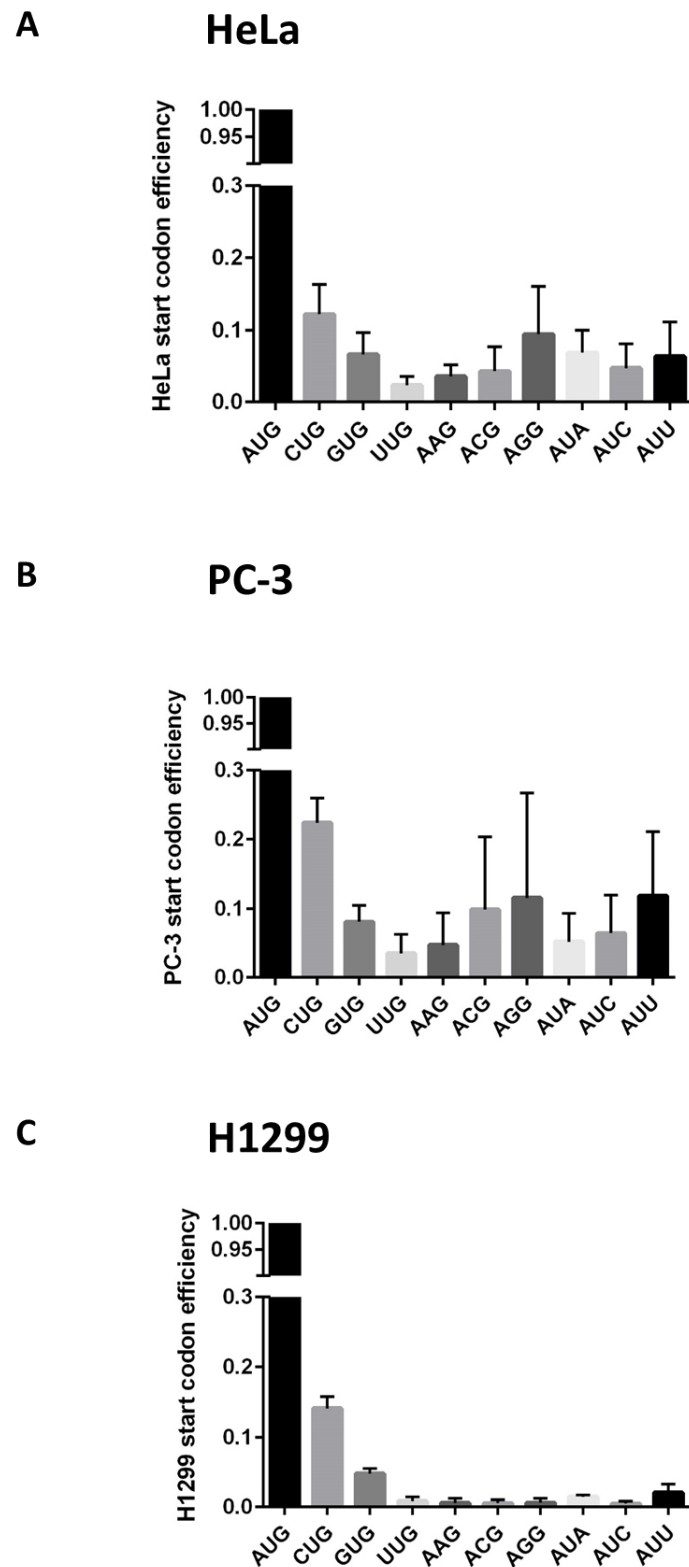 A
HeLa
HeLa start codon efficiency
1.00
0.95
0.3
0.2
0.1
0.0
AUG CUG GUG UUG AAG ACG AGG AUA AUC AUU
B
PC-3
PC-3 start codon efficiency
1.00
0.95
0.3
0.2
0.1
0.0
AUG CUG GUG UUG AAG ACG AGG AUA AUC AUU
C
H1299
H1299 start codon efficiency
1.00
0.95
0.3
0.2
0.1
0.0
AUG CUG GUG UUG AAG ACG AGG AUA AUC AUU